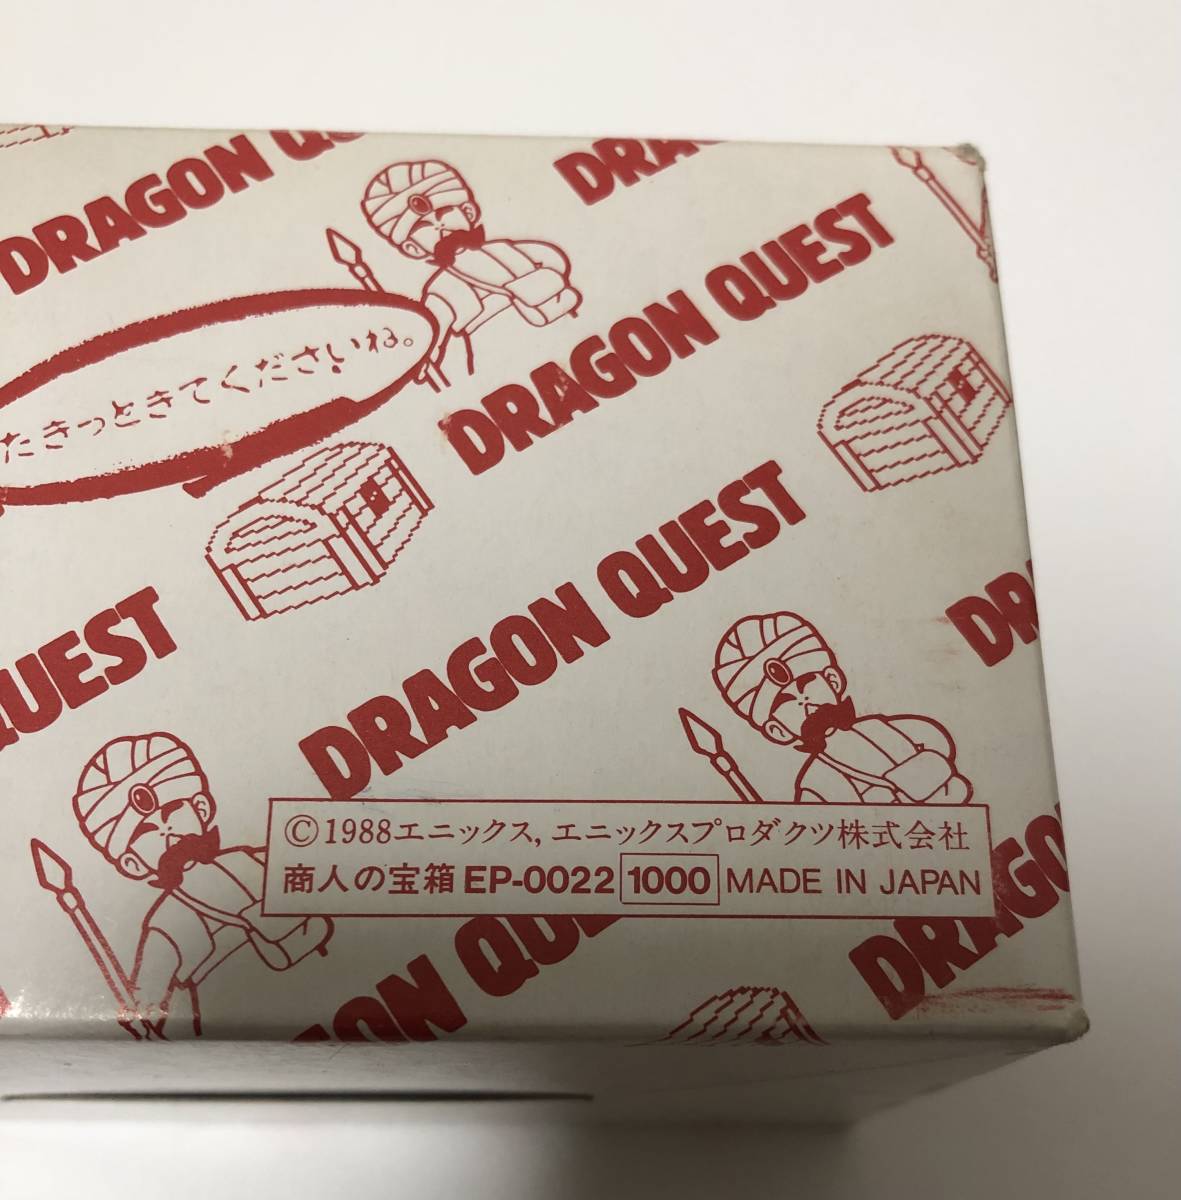 DRAGON
DRAGON QUEST
たきっときてくださいね。
QUEST
DRAGON QUEST
©1988エニックス,エニックスプロダクツ株式会社
商人の宝箱 EP-0022 1000 MADE IN JAPAN
DRAGON